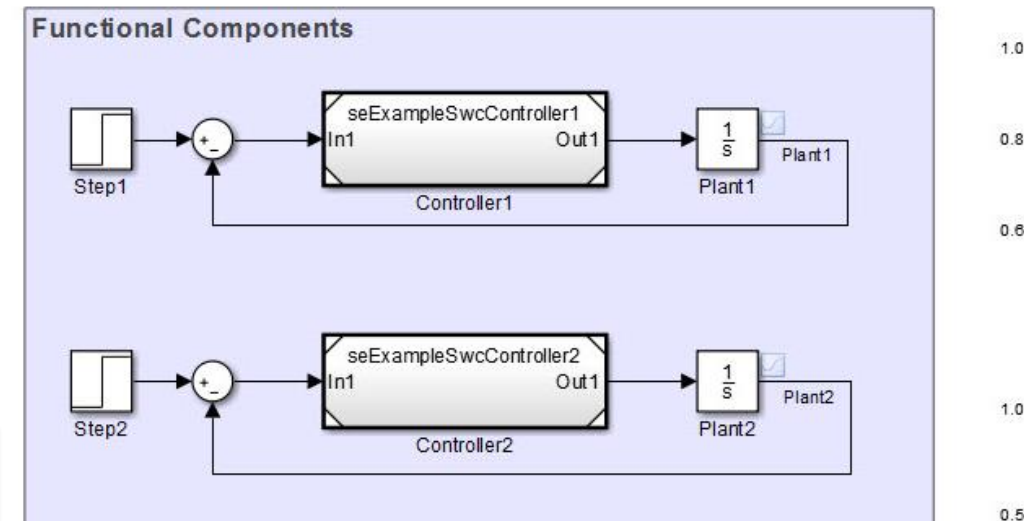 Functional Components
seExampleSwcController1
In1
Out1
1
s
Plant1
Step1
Plant1
Controller1
seExampleSwcController2
In1
Out1
1
s
Plant2
Step2
Plant2
Controller2
1.0
0.8
0.6
1.0
0.5
+
-
+
-